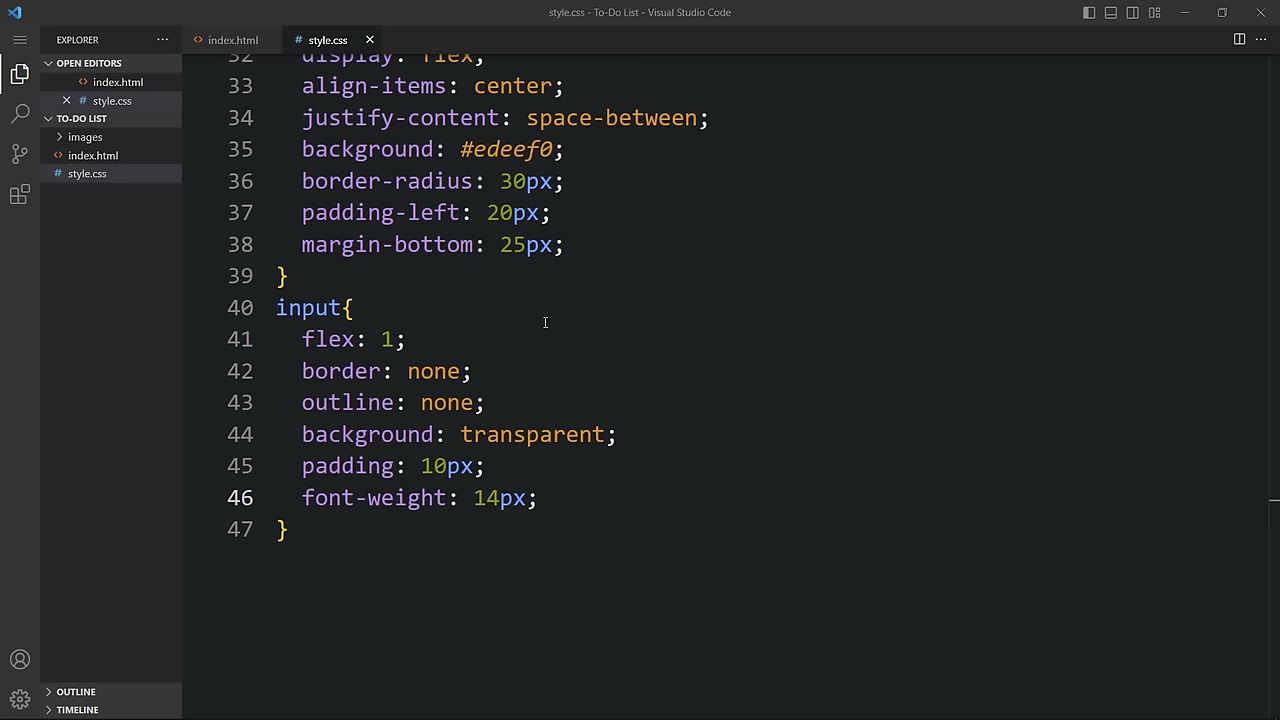 style.css - To-Do List - Visual Studio Code
EXPLORER
index.html
style.css
OPEN EDITORS
index.html
style.css
TO-DO LIST
images
index.html
style.css
OUTLINE
TIMELINE
32 display: flex;
33 align-items: center;
34 justify-content: space-between;
35 background: #edeef0;
36 border-radius: 30px;
37 padding-left: 20px;
38 margin-bottom: 25px;
39 }
40 input{
41 flex: 1;
42 border: none;
43 outline: none;
44 background: transparent;
45 padding: 10px;
46 font-weight: 14px;
47 }